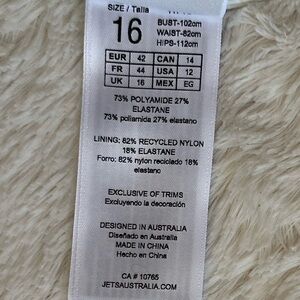 SIZE / Talla
16
BUST-102cm
WAIST-82cm
HIPS-112cm
EUR 42 CAN 14
FR 44 USA 12
UK 16 MEX EG
73% POLYAMIDE 27%
ELASTANE
73% poliamida 27% elastano
LINING: 82% RECYCLED NYLON
18% ELASTANE
Forro: 82% nylon reciclado 18%
elastano
EXCLUSIVE OF TRIMS
Excluyendo la decoración
DESIGNED IN AUSTRALIA
Diseñado en Australia
MADE IN CHINA
Hecho en China
CA # 10765
JETSAUSTRALIA.COM